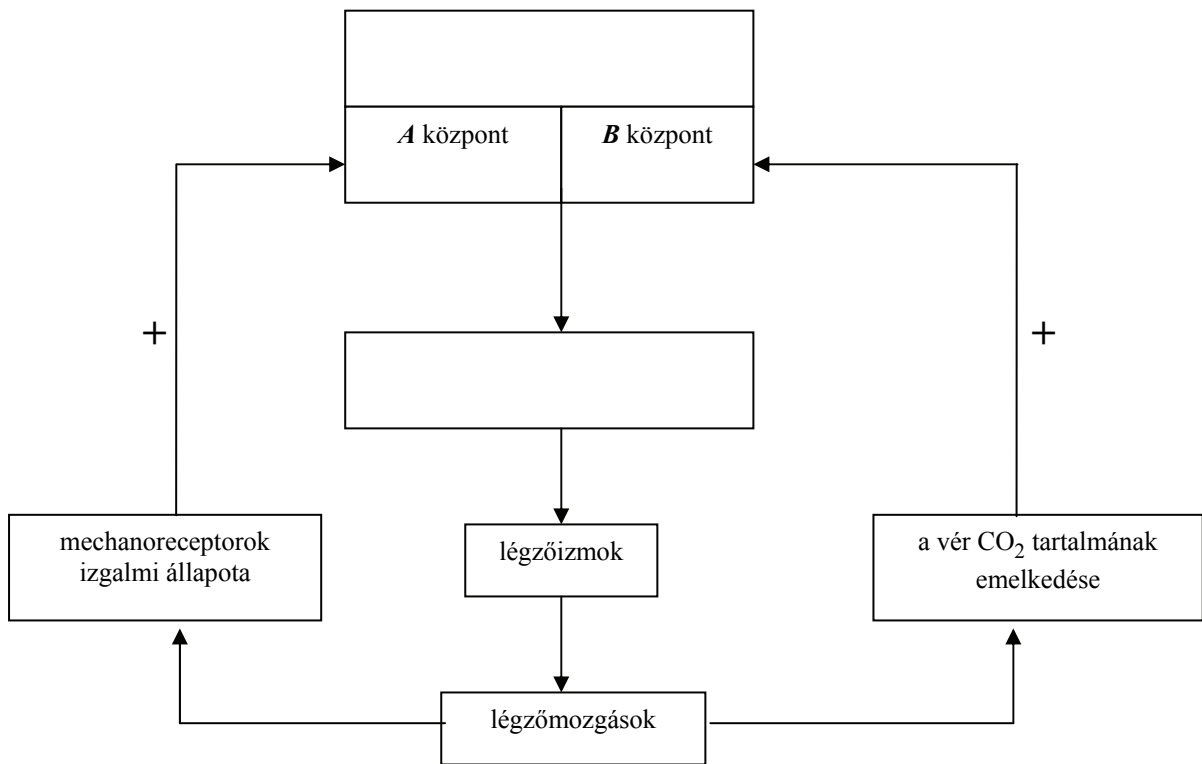 A központ
B központ
+
+
mechanoreceptorok
izgalmi állapota
légzőizmok
a vér CO₂ tartalmának
emelkedése
légzőmozgások